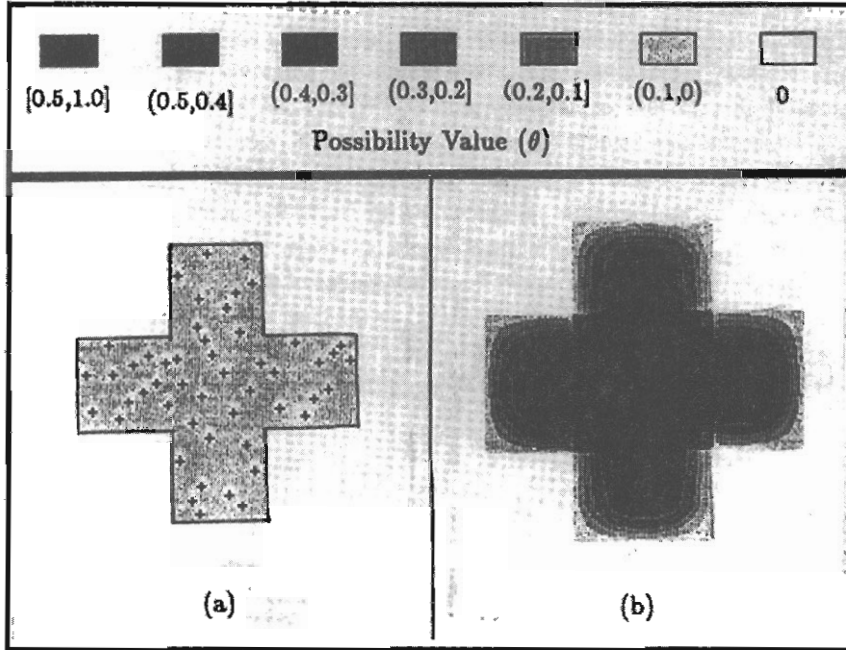 [0.5,1.0] (0.5,0.4] (0.4,0.3] (0.3,0.2] (0.2,0.1] (0.1,0) 0
Possibility Value (θ)
(a) (b)